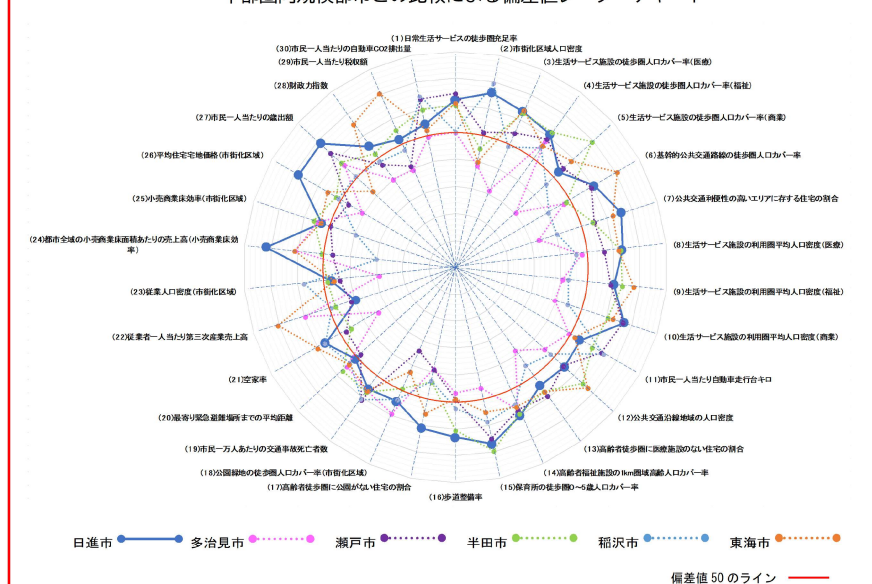 (1)日常生活サービスの徒歩圏充足率
(30)市民一人当たりの自動車CO2排出量
(2)市街化区域人口密度
(29)市民一人当たり税収額
(3)生活サービス施設の徒歩圏人口カバー率(医療)
(28)財政力指数
(4)生活サービス施設の徒歩圏人口カバー率(福祉)
(27)市民一人当たりの歳出額
(5)生活サービス施設の徒歩圏人口カバー率(商業)
(26)平均住宅宅地価格(市街化区域)
(6)基幹的公共交通路線の徒歩圏人口カバー率
(25)小売商業床効率(市街化区域)
(7)公共交通利便性の高いエリアに存する住宅の割合
(24)都市全域の小売商業床面積あたりの売上高(小売商業床効
率)
(8)生活サービス施設の利用圏平均人口密度(医療)
(23)従業人口密度(市街化区域)
(9)生活サービス施設の利用圏平均人口密度(福祉)
(22)従業者一人当たり第三次産業売上高
(10)生活サービス施設の利用圏平均人口密度(商業)
(21)空家率
(11)市民一人当たり自動車走行台キロ
(20)最寄り緊急避難場所までの平均距離
(12)公共交通沿線地域の人口密度
(19)市民一万人あたりの交通事故死亡者数
(13)高齢者徒歩圏に医療施設のない住宅の割合
(18)公園緑地の徒歩圏人口カバー率(市街化区域)
(14)高齢者福祉施設の1km圏域高齢人口カバー率
(17)高齢者徒歩圏に公園がない住宅の割合
(15)保育所の徒歩圏0～5歳人口カバー率
(16)歩道整備率
日進市 多治見市 瀬戸市 半田市 稲沢市 東海市
偏差値 50 のライン